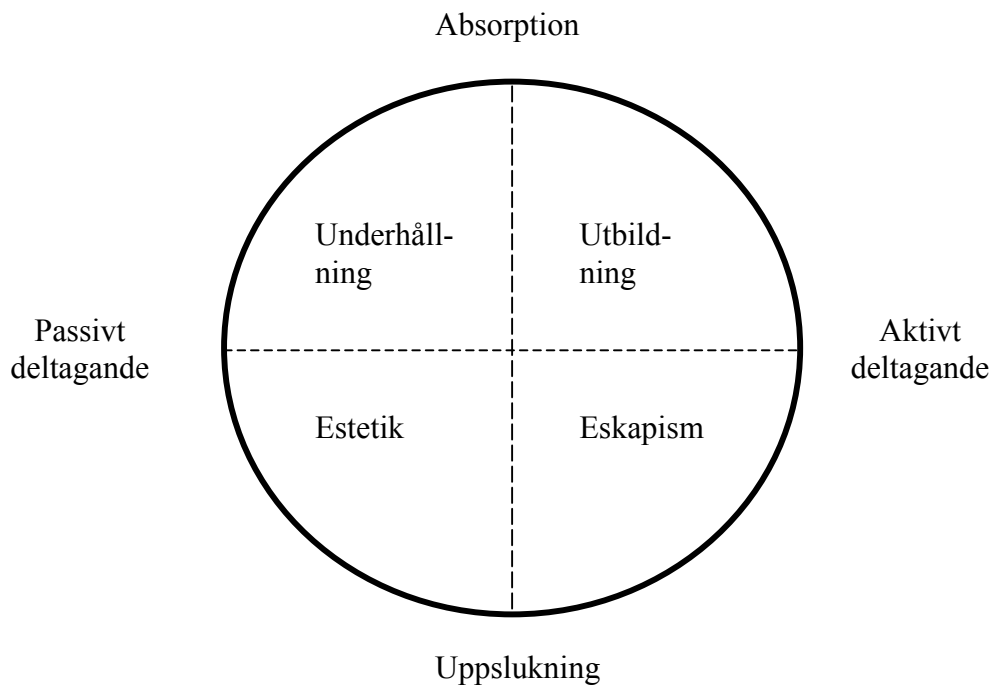 Absorption
Underhåll-
ning
Utbild-
ning
Passivt
deltagande
Aktivt
deltagande
Estetik
Eskapism
Uppslukning